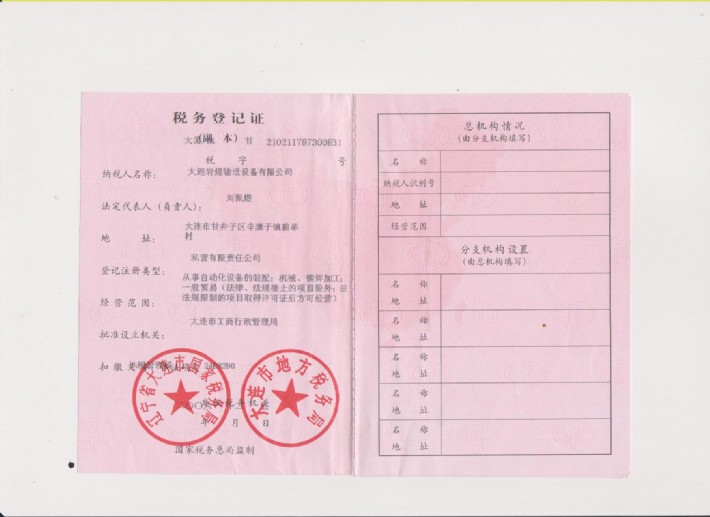 税务登记证
(副 本)
大 甘 210211787300831
税 字 号
纳税人名称: 大连岩煜输送设备有限公司
法定代表人(负责人): 刘佩
地 址: 大连市甘井子区辛寨子镇前革
村
登记注册类型: 私营有限责任公司
经营范围: 从事自动化设备的装配;机械、铆焊加工;
一般贸易(法律、法规禁止的项目除外;法
法规限制的项目取得许可证后方可经营)
批准设立机关: 大连市工商行政管理局
扣缴
辽宁省大连市国家税务局
大连市地方税务局
发证税务机关
年 月 日
国家税务总局监制
总机构情况
(由分支机构填写)
名 称
纳税人识别号
地 址
经营范围
分支机构设置
(由总机构填写)
名 称
地 址
名 称
地 址
名 称
地 址
名 称
地 址
名 称
地 址